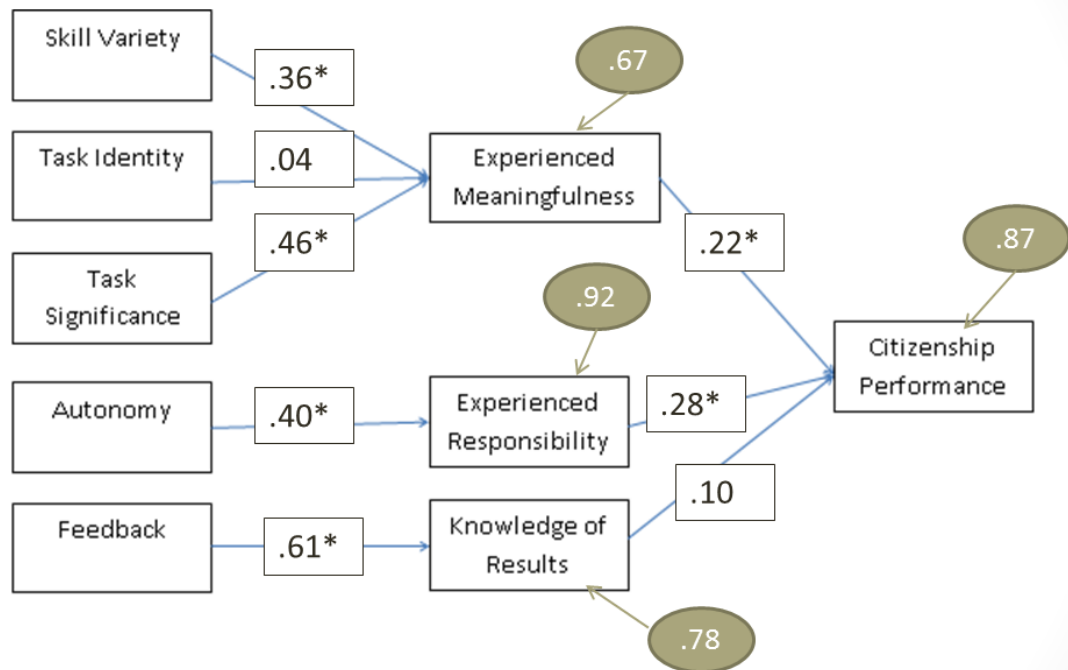 Skill Variety
.36*
.67
Task Identity
.04
Experienced
Meaningfulness
.46*
.22*
.87
Task
Significance
.92
Citizenship
Performance
Autonomy
.40*
Experienced
Responsibility
.28*
.10
Feedback
.61*
Knowledge of
Results
.78